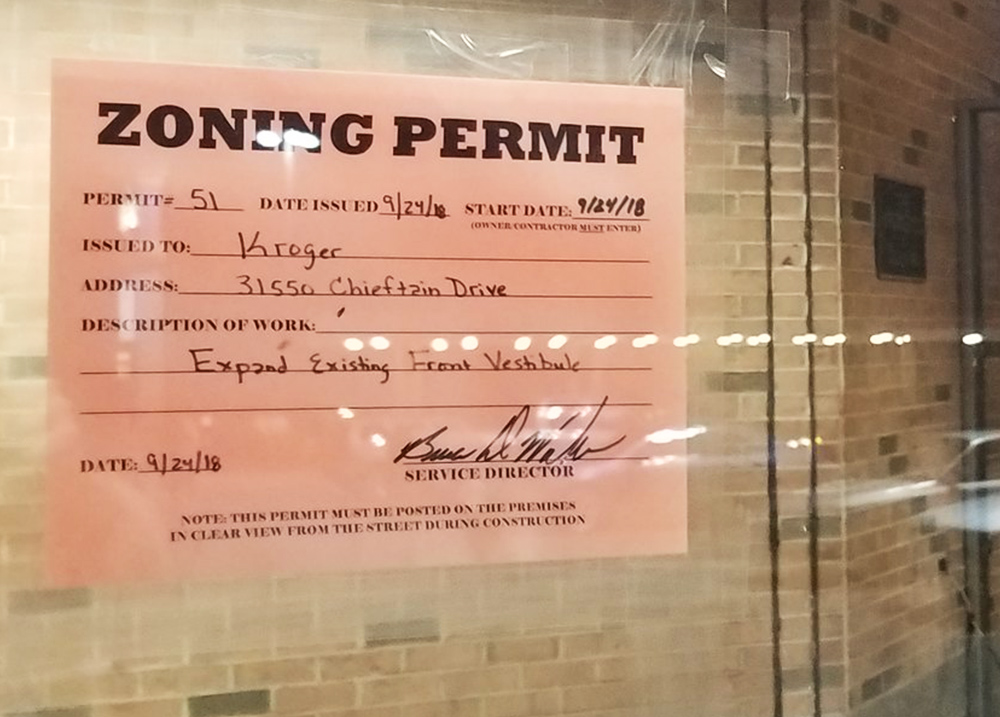 ZONING PERMIT
PERMIT# 51 DATE ISSUED 9/24/18 START DATE: 9/24/18
(OWNER/CONTRACTOR MUST ENTER)
ISSUED TO: Kroger
ADDRESS: 31550 Chieftain Drive
DESCRIPTION OF WORK:
Expand Existing Front Vestibule
DATE: 9/24/18
SERVICE DIRECTOR
NOTE: THIS PERMIT MUST BE POSTED ON THE PREMISES
IN CLEAR VIEW FROM THE STREET DURING CONSTRUCTION